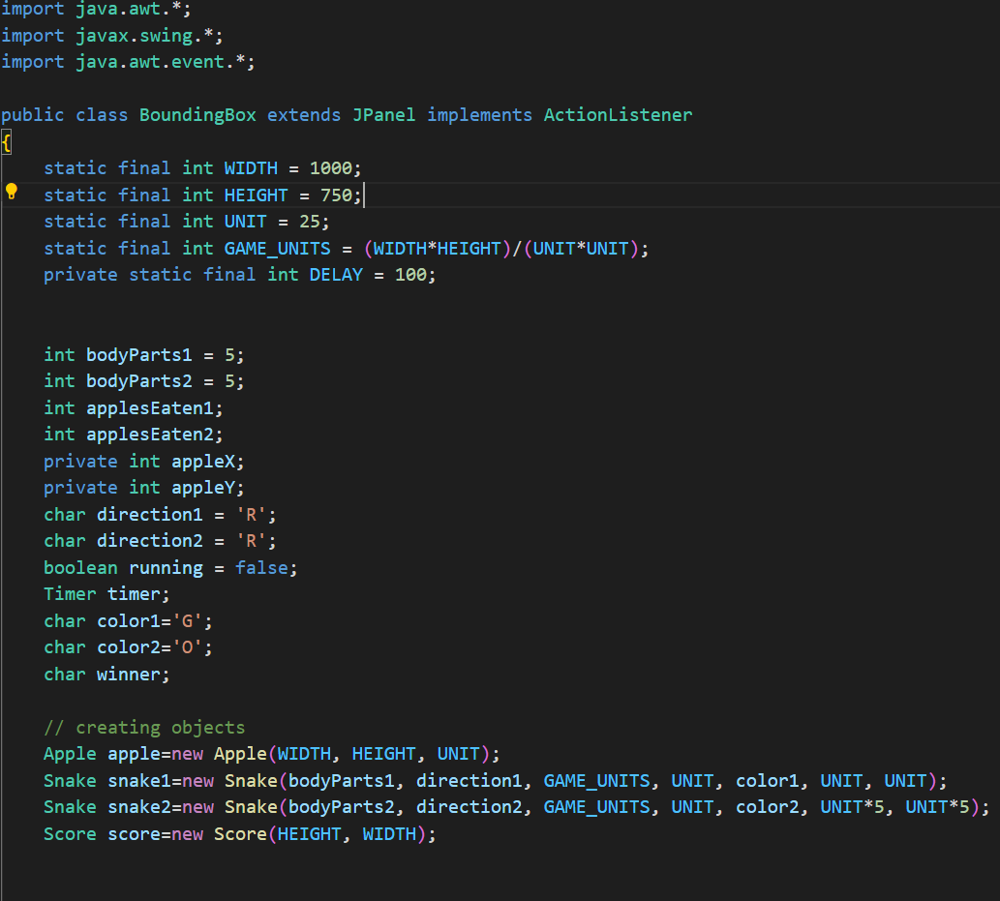 import java.awt.*;
import javax.swing.*;
import java.awt.event.*;
public class BoundingBox extends JPanel implements ActionListener
{
static final int WIDTH = 1000;
static final int HEIGHT = 750;
static final int UNIT = 25;
static final int GAME_UNITS = (WIDTH*HEIGHT)/(UNIT*UNIT);
private static final int DELAY = 100;
int bodyParts1 = 5;
int bodyParts2 = 5;
int applesEaten1;
int applesEaten2;
private int appleX;
private int appleY;
char direction1 = 'R';
char direction2 = 'R';
boolean running = false;
Timer timer;
char color1='G';
char color2='O';
char winner;
// creating objects
Apple apple=new Apple(WIDTH, HEIGHT, UNIT);
Snake snake1=new Snake(bodyParts1, direction1, GAME_UNITS, UNIT, color1, UNIT, UNIT);
Snake snake2=new Snake(bodyParts2, direction2, GAME_UNITS, UNIT, color2, UNIT*5, UNIT*5);
Score score=new Score(HEIGHT, WIDTH);